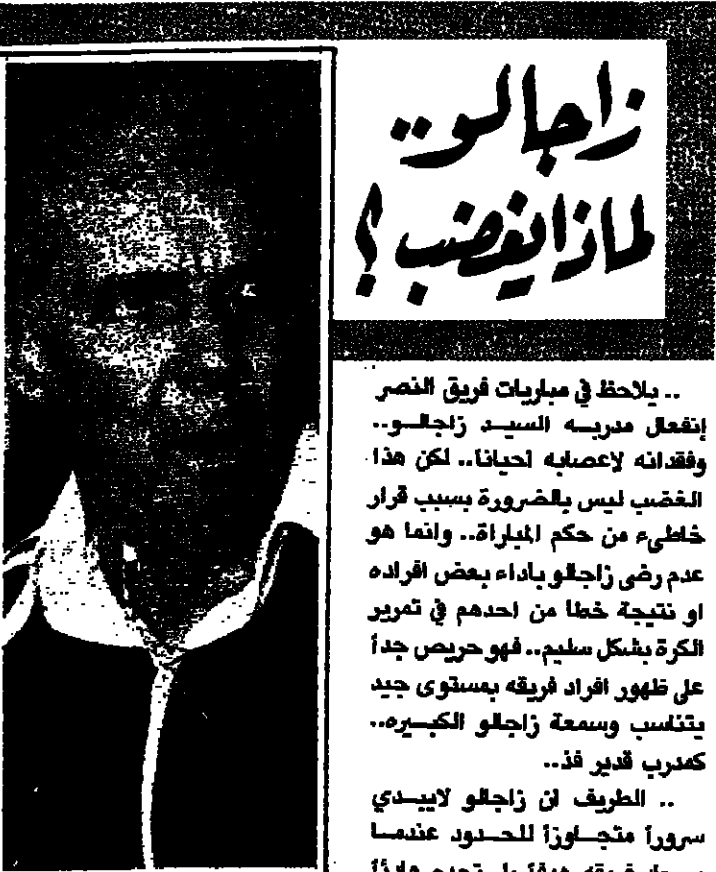 زاجالو..
لماذا يغضب؟
.. يلاحظ في مباريات فريق النصر
إنفعال مدربه السيد زاجالو..
وفقدانه لاعصابه احيانا.. لكن هذا
الغضب ليس بالضرورة بسبب قرار
خاطىء من حكم المباراة.. وانما هو
عدم رضى زاجالو باداء بعض افراده
او نتيجة خطا من احدهم في تمرير
الكرة بشكل سليم.. فهو حريص جداً
على ظهور افراد فريقه بمستوى جيد
يتناسب وسمعة زاجالو الكبيره..
كمدرب قدير فذ..
.. الطريف ان زاجالو لايبدي
سروراً متجاوزاً للحدود عندما